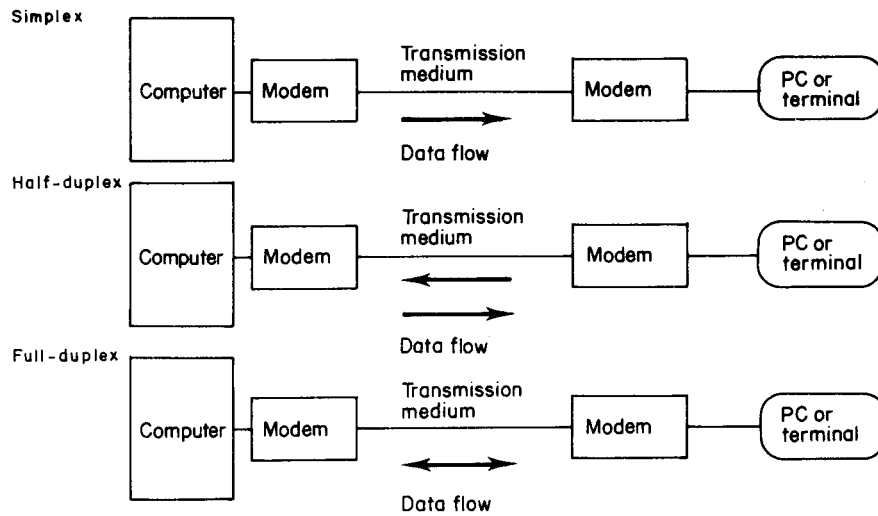 Simplex
Transmission
medium
Computer
Modem
Modem
PC or
terminal
Data flow
Half-duplex
Transmission
medium
Computer
Modem
Modem
PC or
terminal
Data flow
Full-duplex
Transmission
medium
Computer
Modem
Modem
PC or
terminal
Data flow